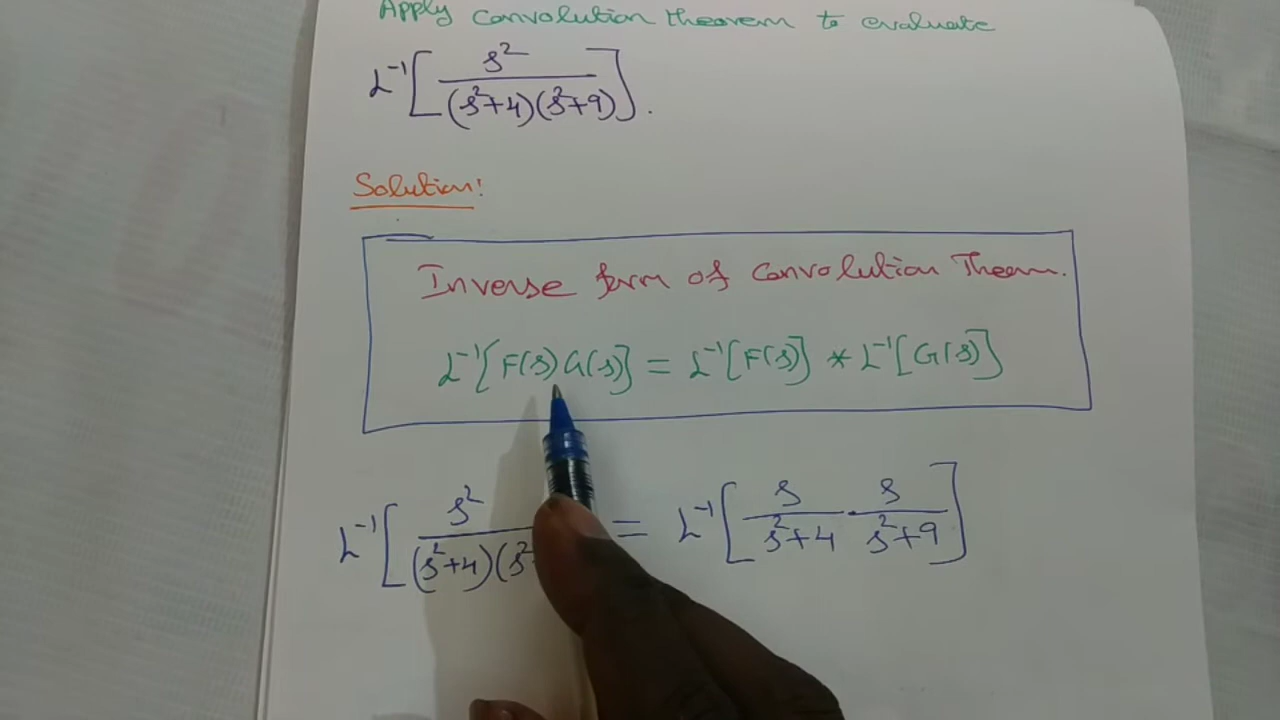 Apply convolution theorem to evaluate
L⁻¹[s²/((s²+4)(s²+9))].
Solution:
Inverse form of Convolution Theorem.
L⁻¹[F(s)G(s)] = L⁻¹[F(s)] * L⁻¹[G(s)]
L⁻¹[s²/((s²+4)(s² = L⁻¹[s/(s²+4) · s/(s²+9)]